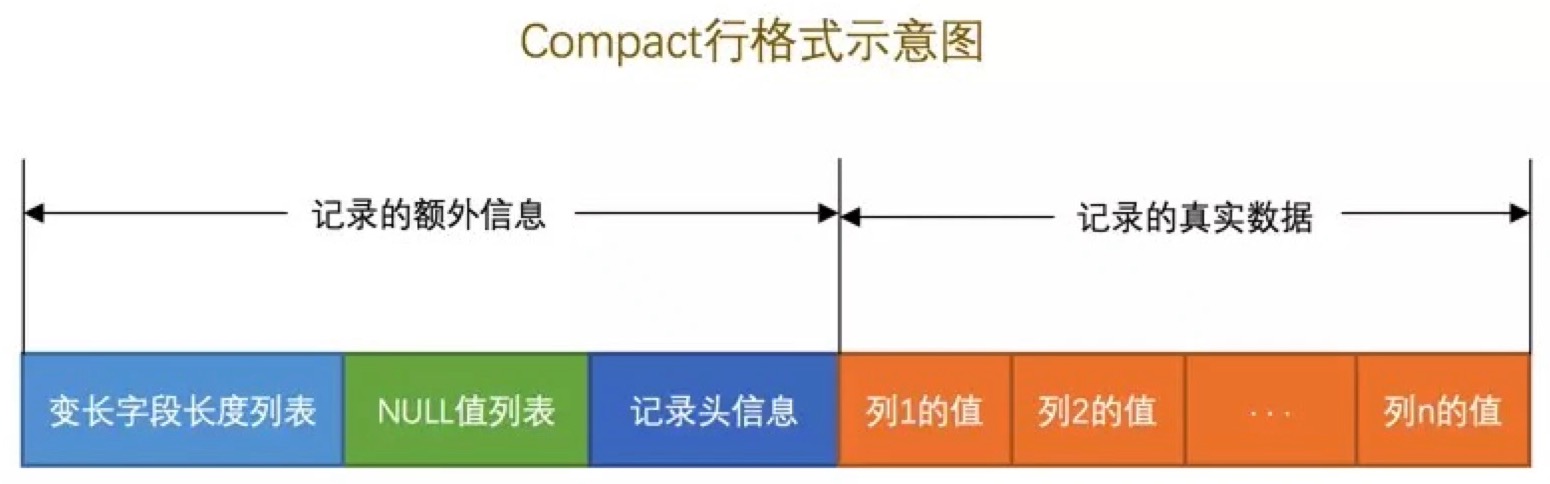 Compact行格式示意图
记录的额外信息
记录的真实数据
变长字段长度列表
NULL值列表
记录头信息
列1的值
列2的值
...
列n的值